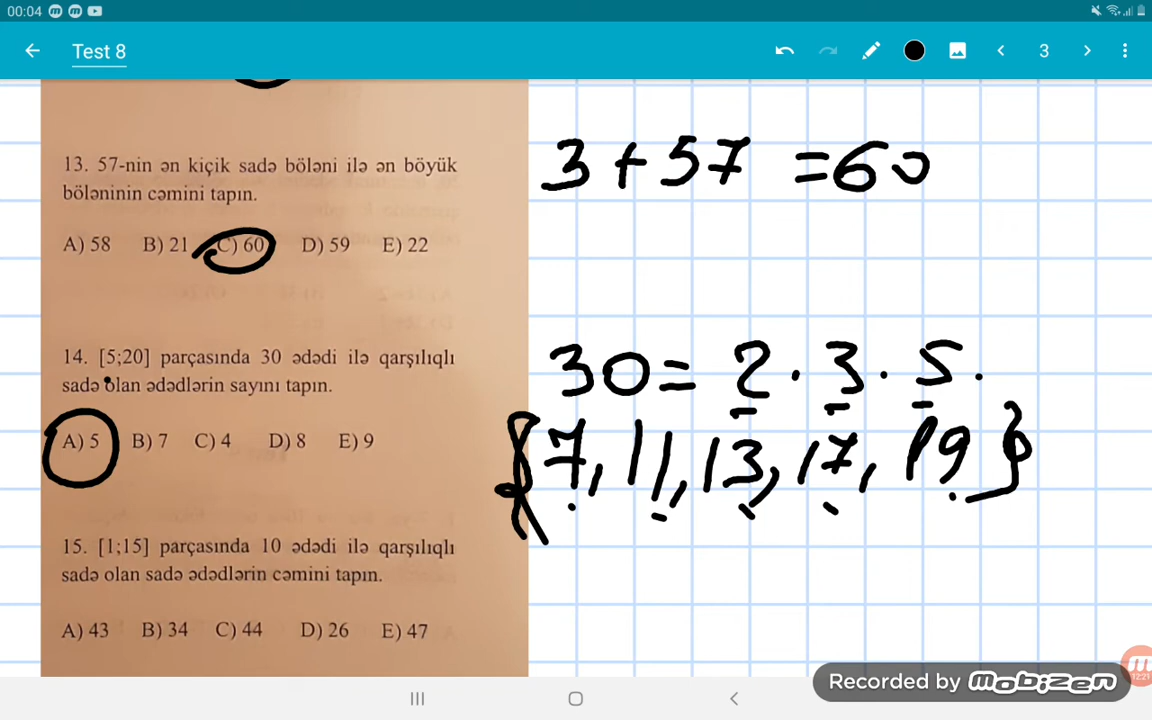 00:04
Test 8
3
13. 57-nin ən kiçik sadə böləni ilə ən böyük
böləninin cəmini tapın.
A) 58 B) 21 C) 60 D) 59 E) 22
3 + 57 = 60
14. [5;20] parçasında 30 ədədi ilə qarşılıqlı
sadə olan ədədlərin sayını tapın.
A) 5 B) 7 C) 4 D) 8 E) 9
30 = 2 · 3 · 5 ·
{7, 11, 13, 17, 19}
15. [1;15] parçasında 10 ədədi ilə qarşılıqlı
sadə olan sadə ədədlərin cəmini tapın.
A) 43 B) 34 C) 44 D) 26 E) 47
Recorded by mobizen
12:21